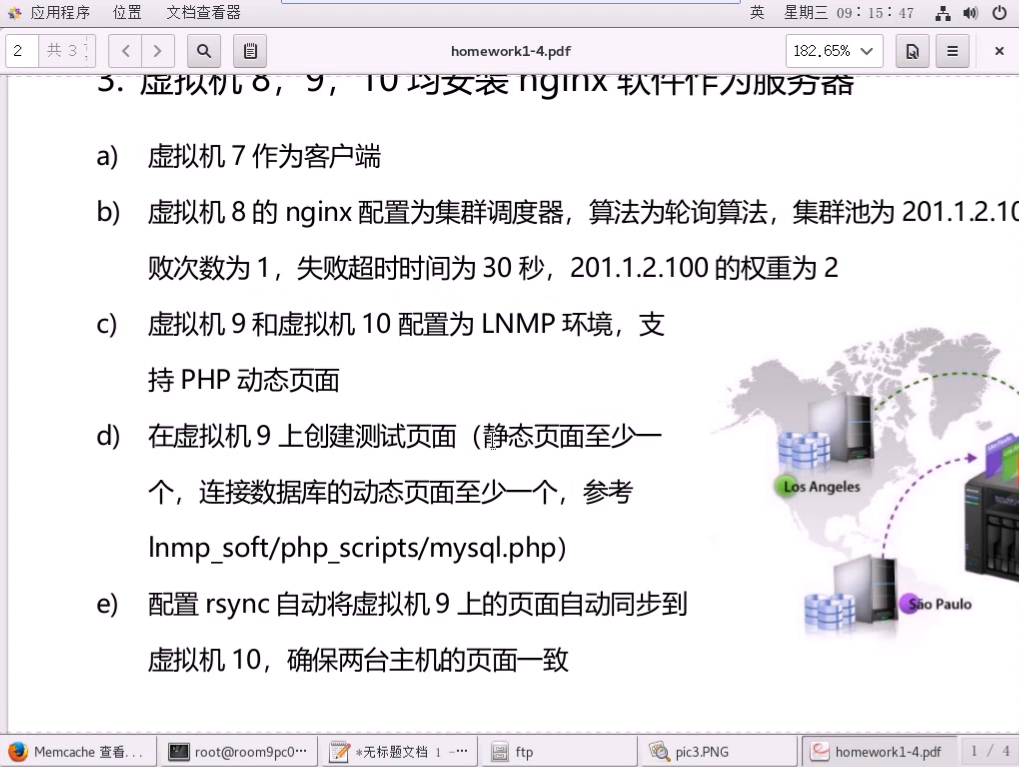 应用程序 位置 文档查看器 英 星期三 09：15：47
2 共 3 homework1-4.pdf 182.65%
3. 虚拟机 8，9，10 均安装 nginx 软件作为服务器
a) 虚拟机 7 作为客户端
b) 虚拟机 8 的 nginx 配置为集群调度器，算法为轮询算法，集群池为 201.1.2.10
败次数为 1，失败超时时间为 30 秒，201.1.2.100 的权重为 2
c) 虚拟机 9 和虚拟机 10 配置为 LNMP 环境，支
持 PHP 动态页面
d) 在虚拟机 9 上创建测试页面（静态页面至少一
个，连接数据库的动态页面至少一个，参考
lnmp_soft/php_scripts/mysql.php）
e) 配置 rsync 自动将虚拟机 9 上的页面自动同步到
虚拟机 10，确保两台主机的页面一致
Los Angeles
São Paulo
Memcache 查看... root@room9pc0··· *无标题文档 1 -··· ftp pic3.PNG homework1-4.pdf 1 / 4